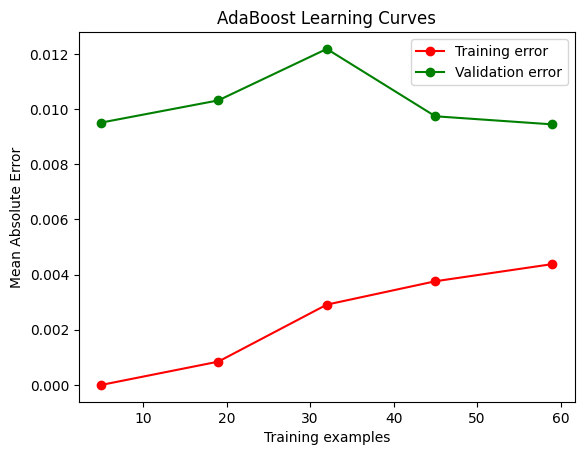 AdaBoost Learning Curves
Training error
Validation error
Mean Absolute Error
0.012
0.010
0.008
0.006
0.004
0.002
0.000
10 20 30 40 50 60
Training examples